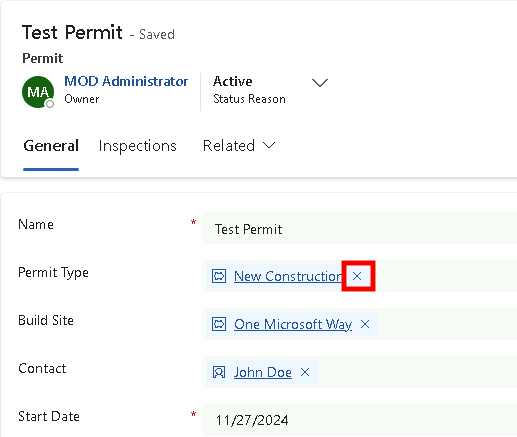 Test Permit - Saved
Permit
MA MOD Administrator
Owner
Active
Status Reason
General Inspections Related
Name * Test Permit
Permit Type New Construction
Build Site One Microsoft Way
Contact John Doe
Start Date * 11/27/2024